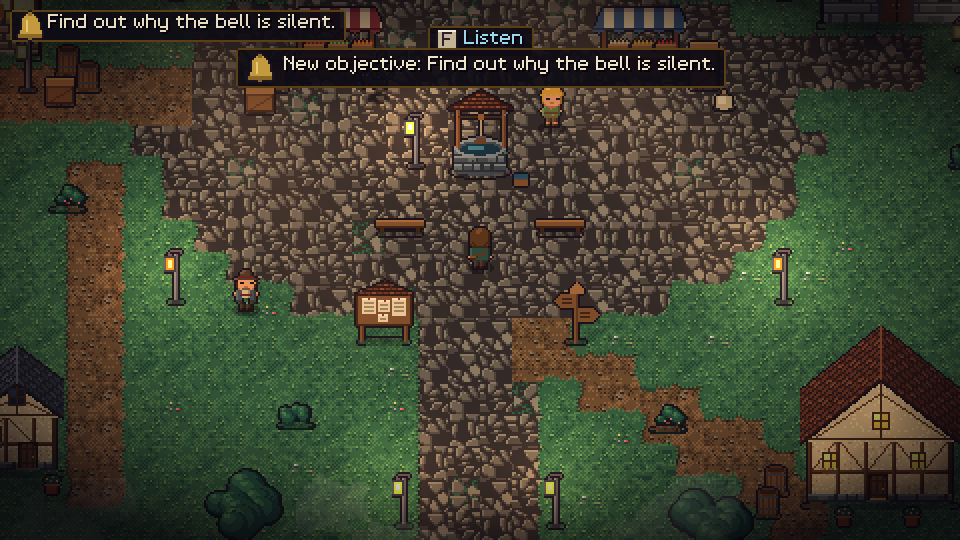 Find out why the bell is silent.
F Listen
New objective: Find out why the bell is silent.